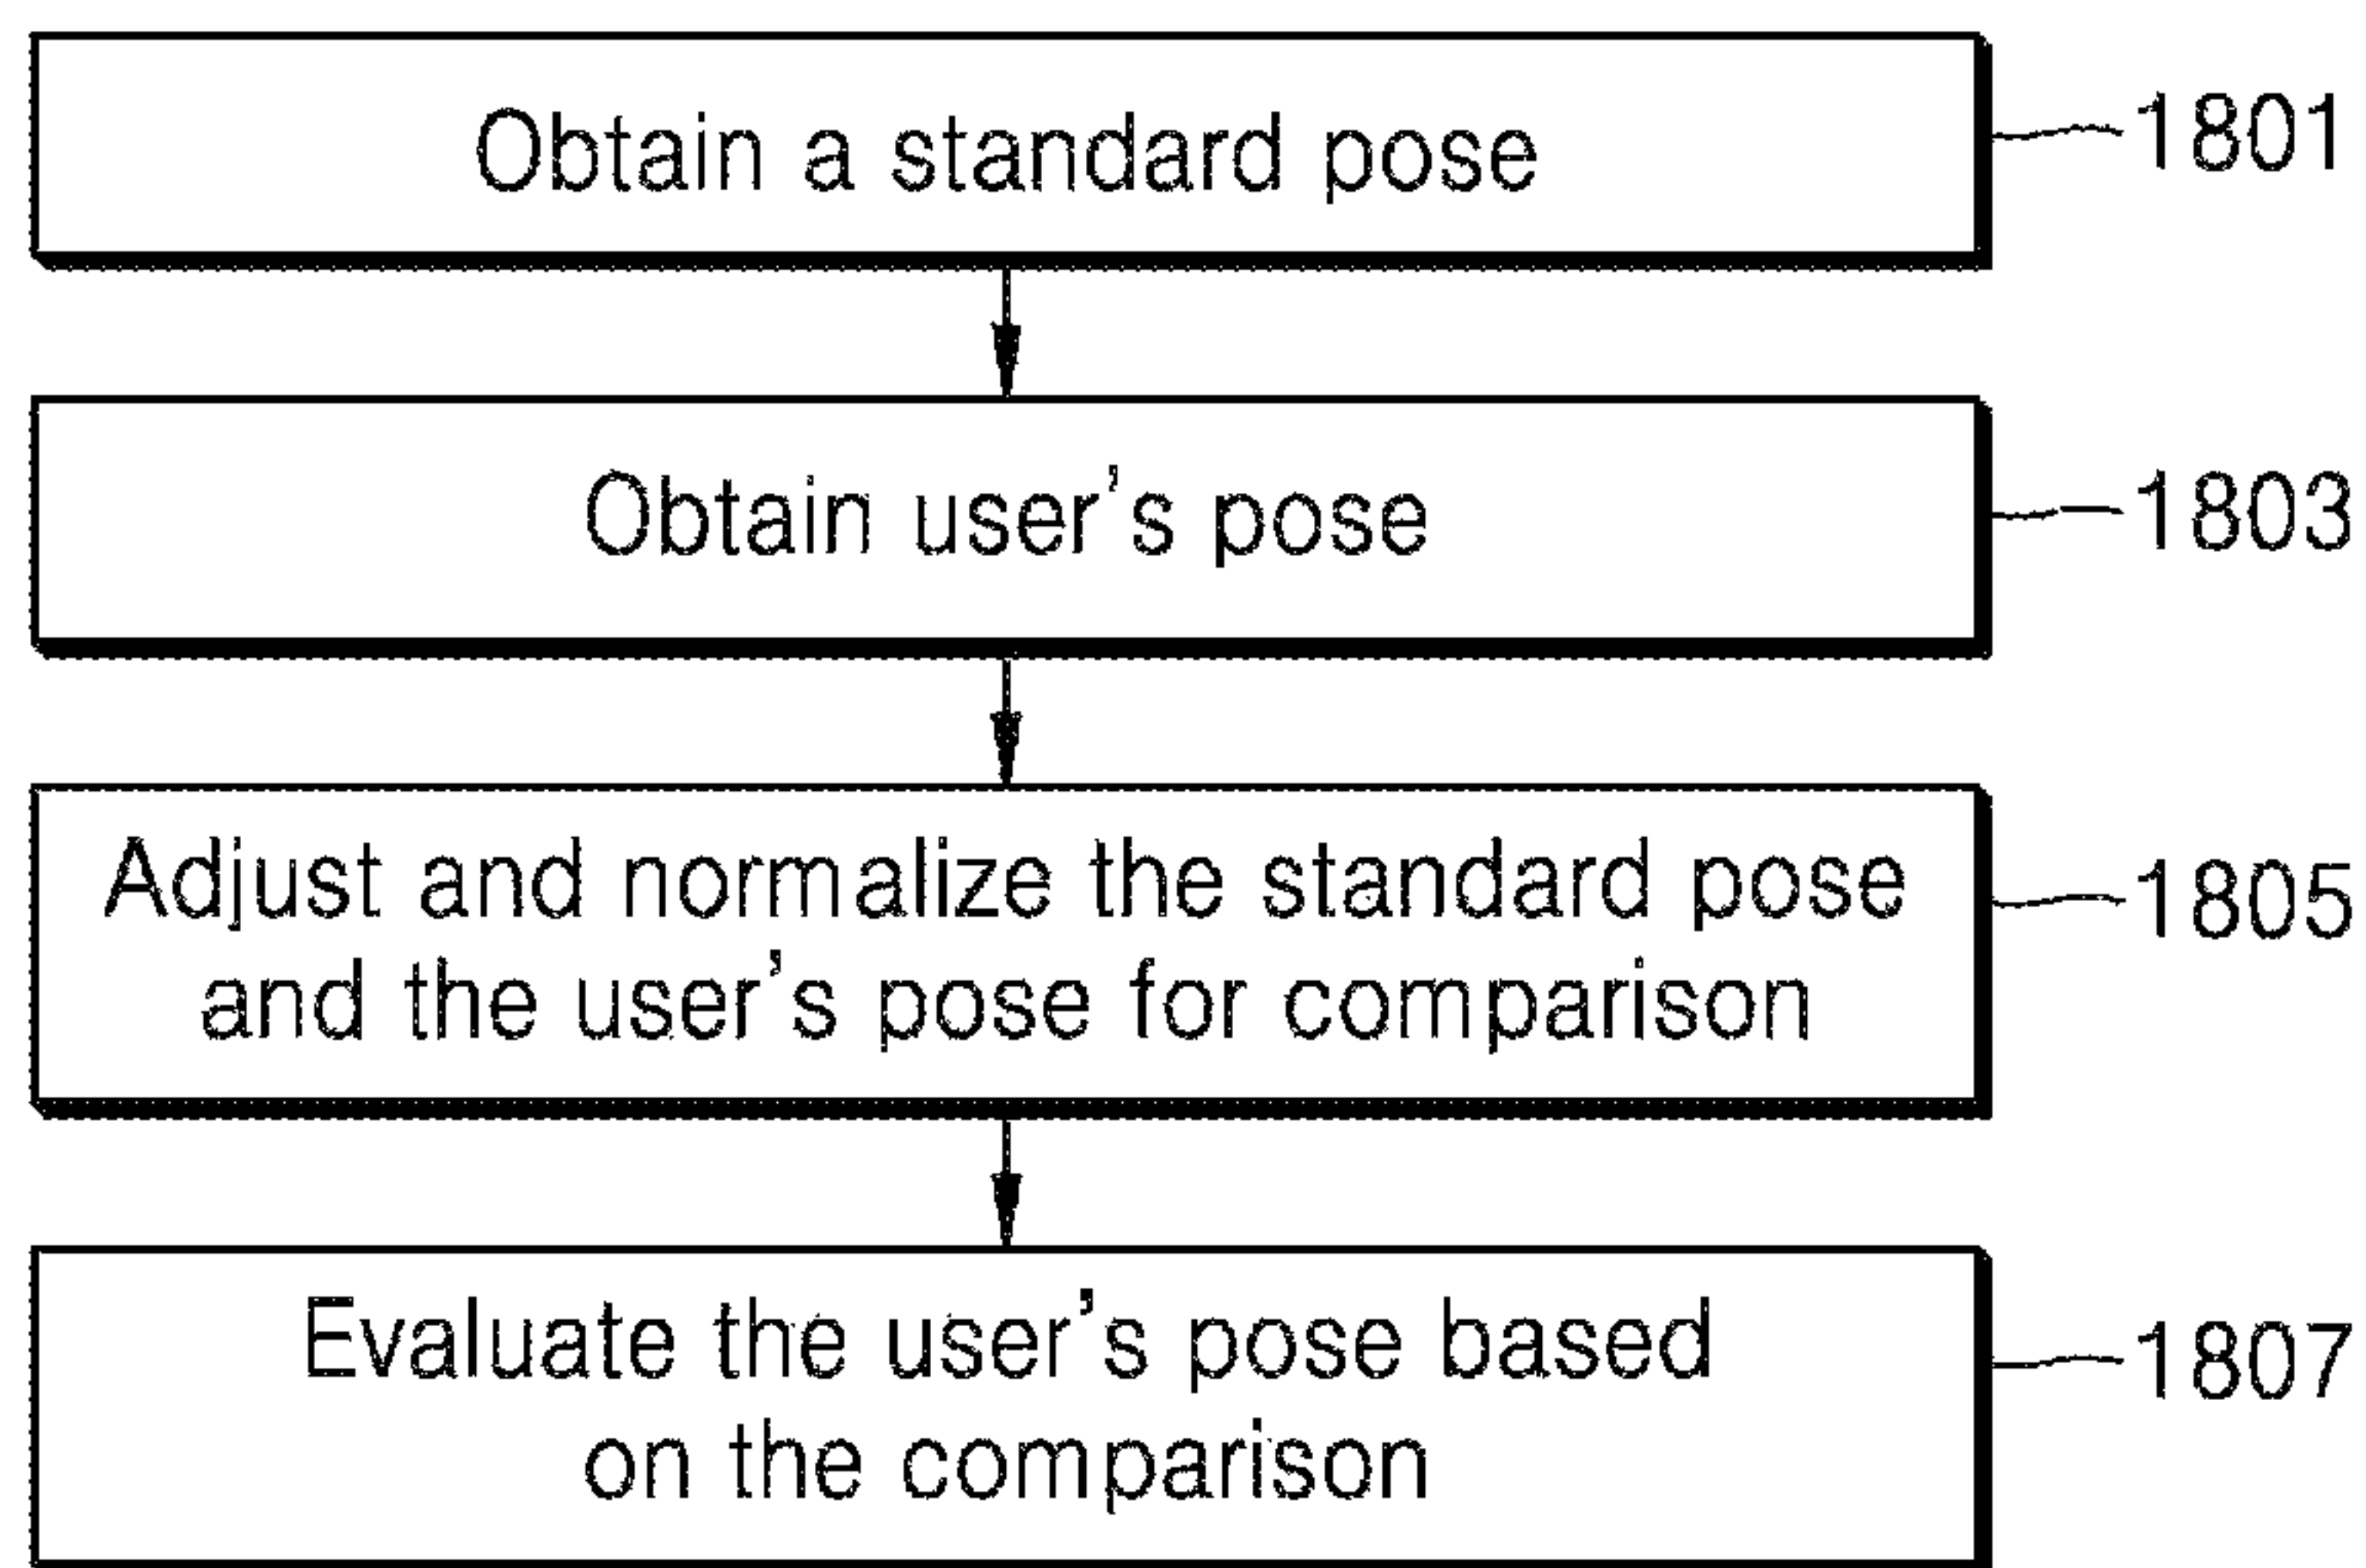 Obtain a standard pose
1801
Obtain user's pose
1803
Adjust and normalize the standard pose
and the user's pose for comparison
1805
Evaluate the user's pose based
on the comparison
1807